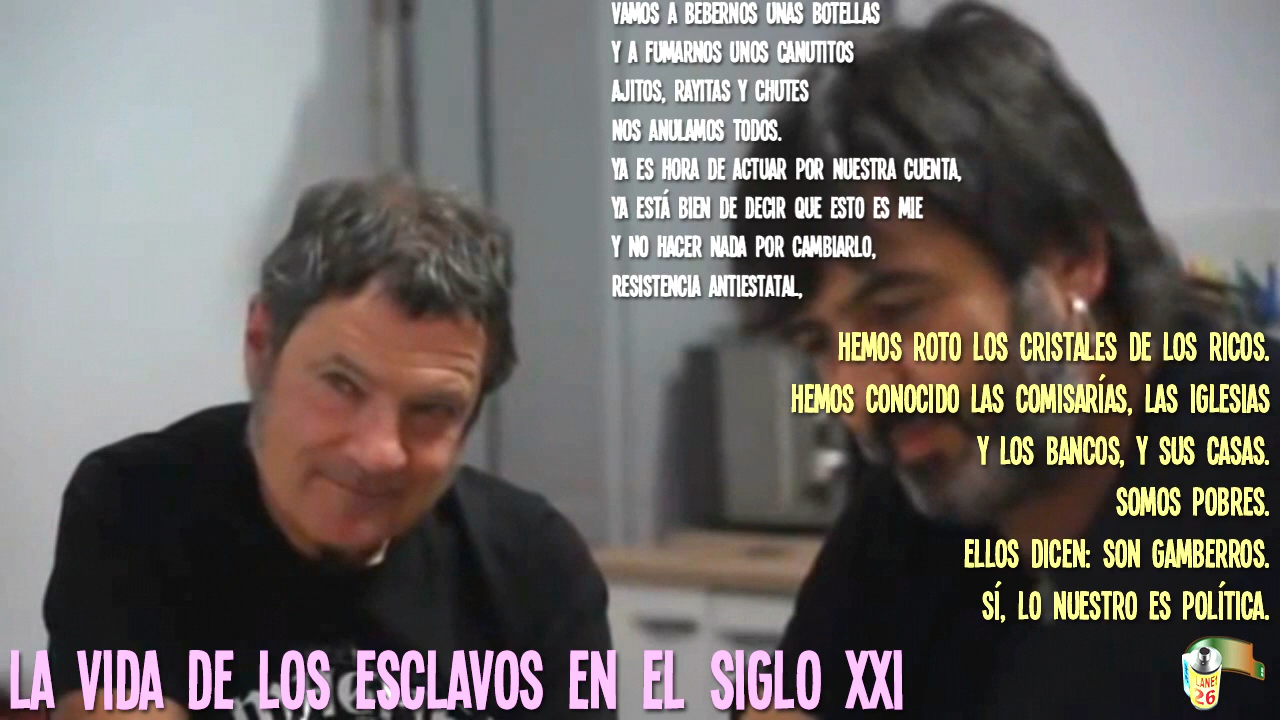 VAMOS A BEBERNOS UNAS BOTELLAS
Y A FUMARNOS UNOS CANUTITOS
AJITOS, RAYITAS Y CHUTES
NOS ANULAMOS TODOS.
YA ES HORA DE ACTUAR POR NUESTRA CUENTA,
YA ESTÁ BIEN DE DECIR QUE ESTO ES MIE
Y NO HACER NADA POR CAMBIARLO,
RESISTENCIA ANTIESTATAL,
HEMOS ROTO LOS CRISTALES DE LOS RICOS.
HEMOS CONOCIDO LAS COMISARÍAS, LAS IGLESIAS
Y LOS BANCOS, Y SUS CASAS.
SOMOS POBRES.
ELLOS DICEN: SON GAMBERROS.
SÍ, LO NUESTRO ES POLÍTICA.
LA VIDA DE LOS ESCLAVOS EN EL SIGLO XXI
26